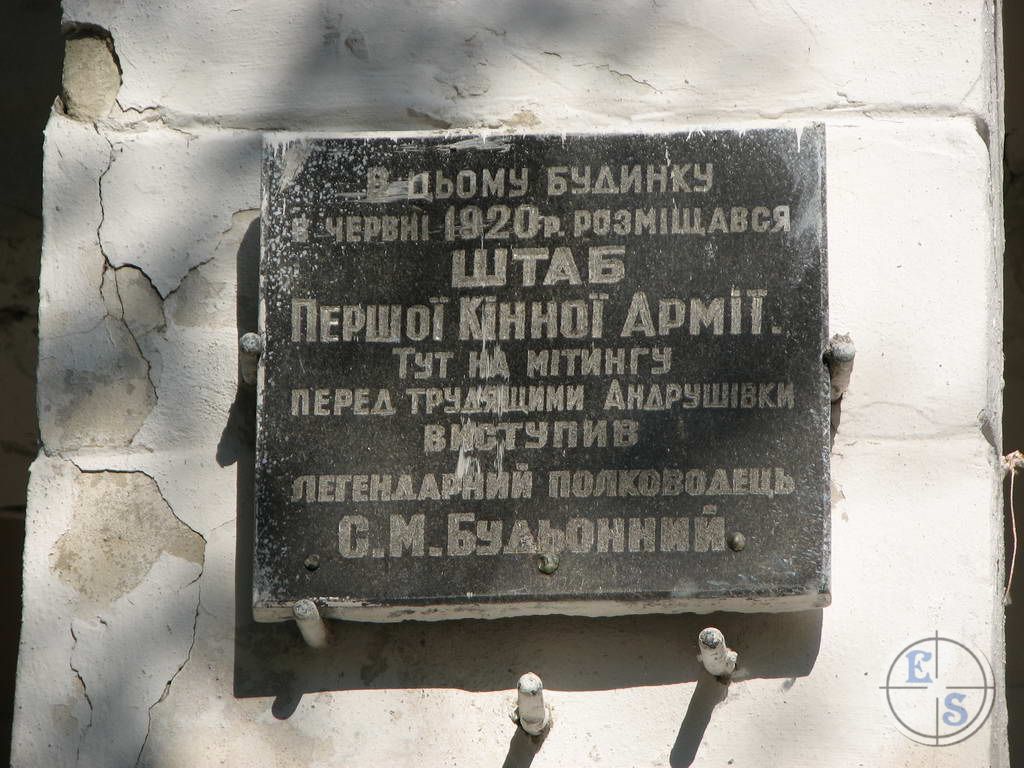 В ЦЬОМУ БУДИНКУ
В ЧЕРВНІ 1920 Р. РОЗМІЩАВСЯ
ШТАБ
ПЕРШОЇ КІННОЇ АРМІЇ.
ТУТ НА МІТИНГУ
ПЕРЕД ТРУДЯЩИМИ АНДРУШІВКИ
ВИСТУПИВ
ЛЕГЕНДАРНИЙ ПОЛКОВОДЕЦЬ
С.М.БУДЬОННИЙ.
E
S